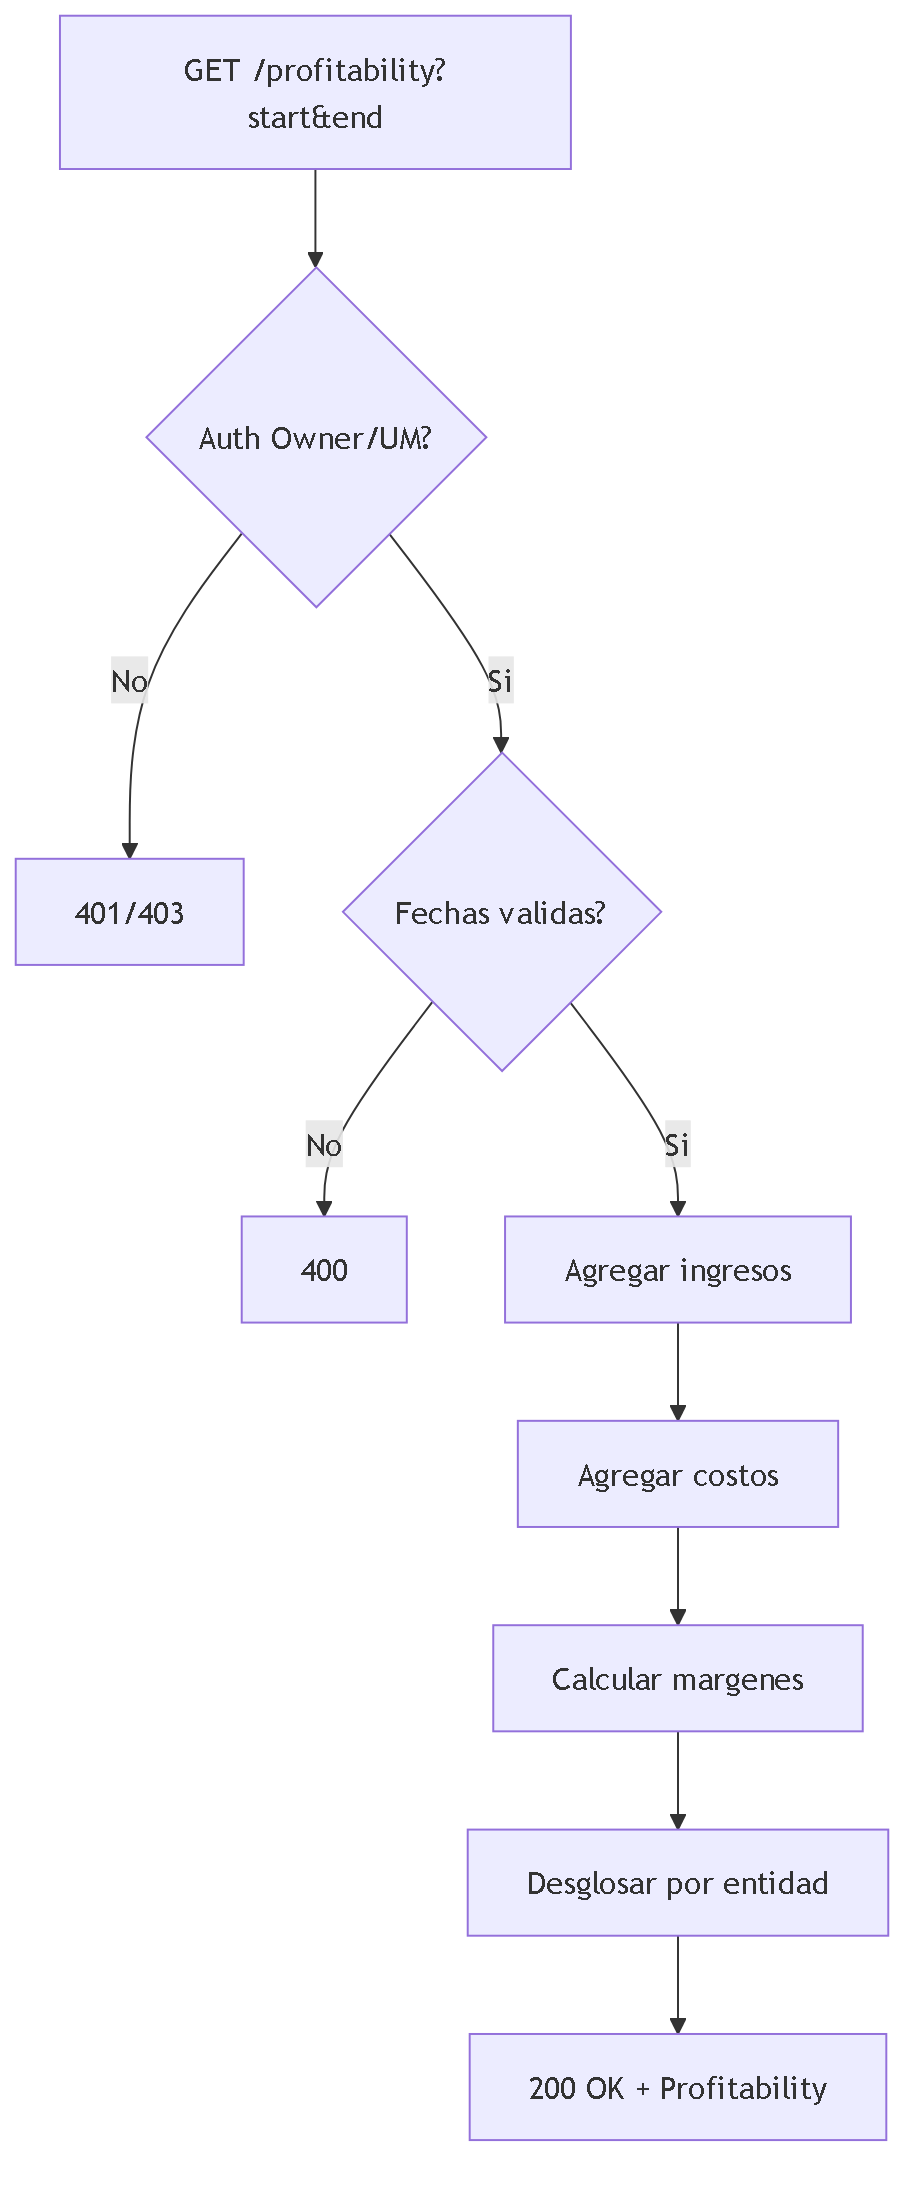 GET /profitability?
start&end
Auth Owner/UM?
No
Si
401/403
Fechas validas?
No
Si
400
Agregar ingresos
Agregar costos
Calcular margenes
Desglosar por entidad
200 OK + Profitability